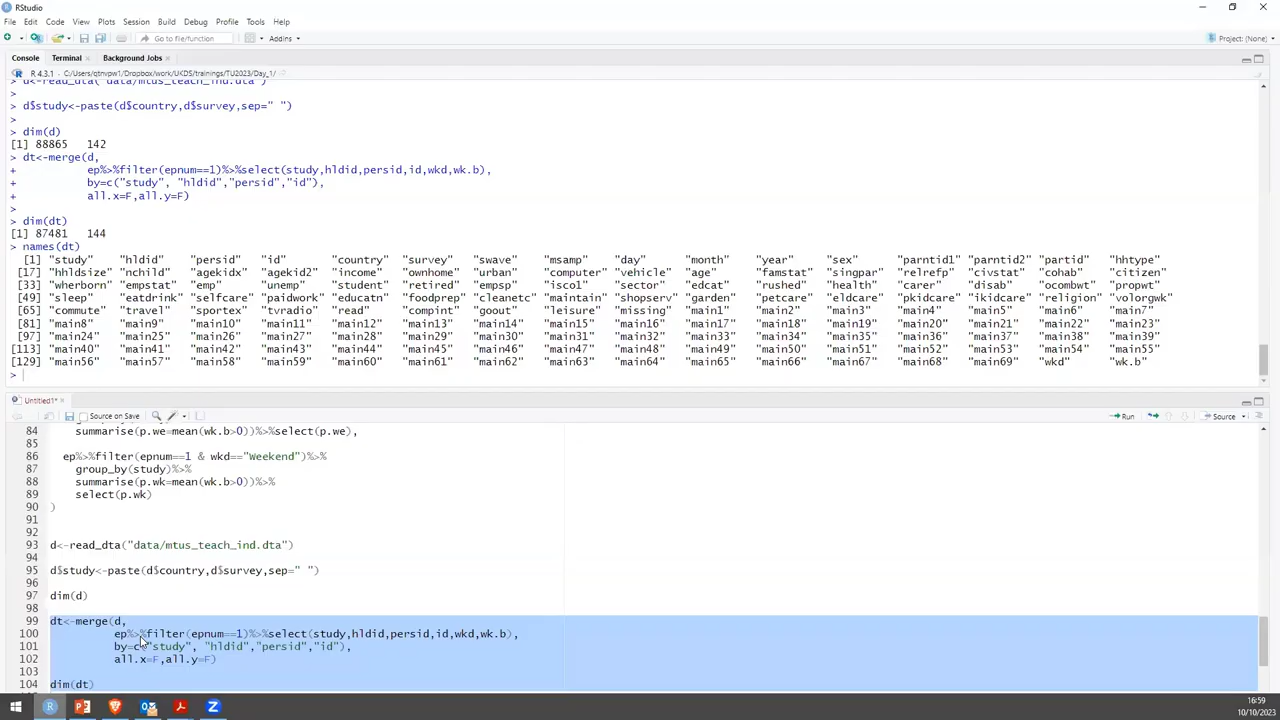 RStudio
File Edit Code View Plots Session Build Debug Profile Tools Help
Go to file/function Addins Project: (None)
Console Terminal Background Jobs
R 4.3.1 · C:/Users/qtnvpw1/Dropbox/work/UKDS/trainings/TU2023/Day_1/
> d<-read_dta("data/mtus_teach_ind.dta")
>
> d$study<-paste(d$country,d$survey,sep=" ")
>
> dim(d)
[1] 88865 142
> dt<-merge(d,
+ ep%>%filter(epnum==1)%>%select(study,hldid,persid,id,wkd,wk.b),
+ by=c("study", "hldid","persid","id"),
+ all.x=F,all.y=F)
>
> dim(dt)
[1] 87481 144
> names(dt)
[1] "study" "hldid" "persid" "id" "country" "survey" "swave" "msamp" "day" "month" "year" "sex" "parntid1" "parntid2" "partid" "hhtype"
[17] "hhldsize" "nchild" "agekidx" "agekid2" "income" "ownhome" "urban" "computer" "vehicle" "age" "famstat" "singpar" "relrefp" "civstat" "cohab" "citizen"
[33] "wherborn" "empstat" "emp" "unemp" "student" "retired" "empsp" "isco1" "sector" "edcat" "rushed" "health" "carer" "disab" "ocombwt" "propwt"
[49] "sleep" "eatdrink" "selfcare" "paidwork" "educatn" "foodprep" "cleanetc" "maintain" "shopserv" "garden" "petcare" "eldcare" "pkidcare" "ikidcare" "religion" "volorgwk"
[65] "commute" "travel" "sportex" "tvradio" "read" "compint" "goout" "leisure" "missing" "main1" "main2" "main3" "main4" "main5" "main6" "main7"
[81] "main8" "main9" "main10" "main11" "main12" "main13" "main14" "main15" "main16" "main17" "main18" "main19" "main20" "main21" "main22" "main23"
[97] "main24" "main25" "main26" "main27" "main28" "main29" "main30" "main31" "main32" "main33" "main34" "main35" "main36" "main37" "main38" "main39"
[113] "main40" "main41" "main42" "main43" "main44" "main45" "main46" "main47" "main48" "main49" "main50" "main51" "main52" "main53" "main54" "main55"
[129] "main56" "main57" "main58" "main59" "main60" "main61" "main62" "main63" "main64" "main65" "main66" "main67" "main68" "main69" "wkd" "wk.b"
>
Untitled1*
Source on Save Run Source
84 summarise(p.we=mean(wk.b>0))%>%select(p.we),
85
86 ep%>%filter(epnum==1 & wkd=="Weekend")%>%
87 group_by(study)%>%
88 summarise(p.wk=mean(wk.b>0))%>%
89 select(p.wk)
90 )
91
92
93 d<-read_dta("data/mtus_teach_ind.dta")
94
95 d$study<-paste(d$country,d$survey,sep=" ")
96
97 dim(d)
98
99 dt<-merge(d,
100 ep%>%filter(epnum==1)%>%select(study,hldid,persid,id,wkd,wk.b),
101 by=c("study", "hldid","persid","id"),
102 all.x=F,all.y=F)
103
104 dim(dt)
16:59
10/10/2023